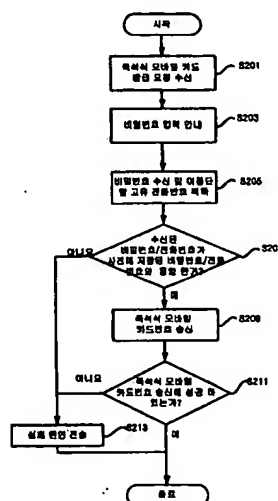 시작
즉석식 모바일 카드
발급 요청 수신
S201
비밀번호 입력 안내
S203
비밀번호 수신 및 이동단
말 고유 전화번호 제득
S205
수신된
비밀번호/전화번호가
사전에 저장된 비밀번호/전화
번호와 동일 한가?
S20
아니요
예
즉석식 모바일
카드번호 송신
S209
즉석식 모바일
카드번호 송신에 성공 하
였는가?
S211
아니요
예
실패 원인 전송
S213
종료